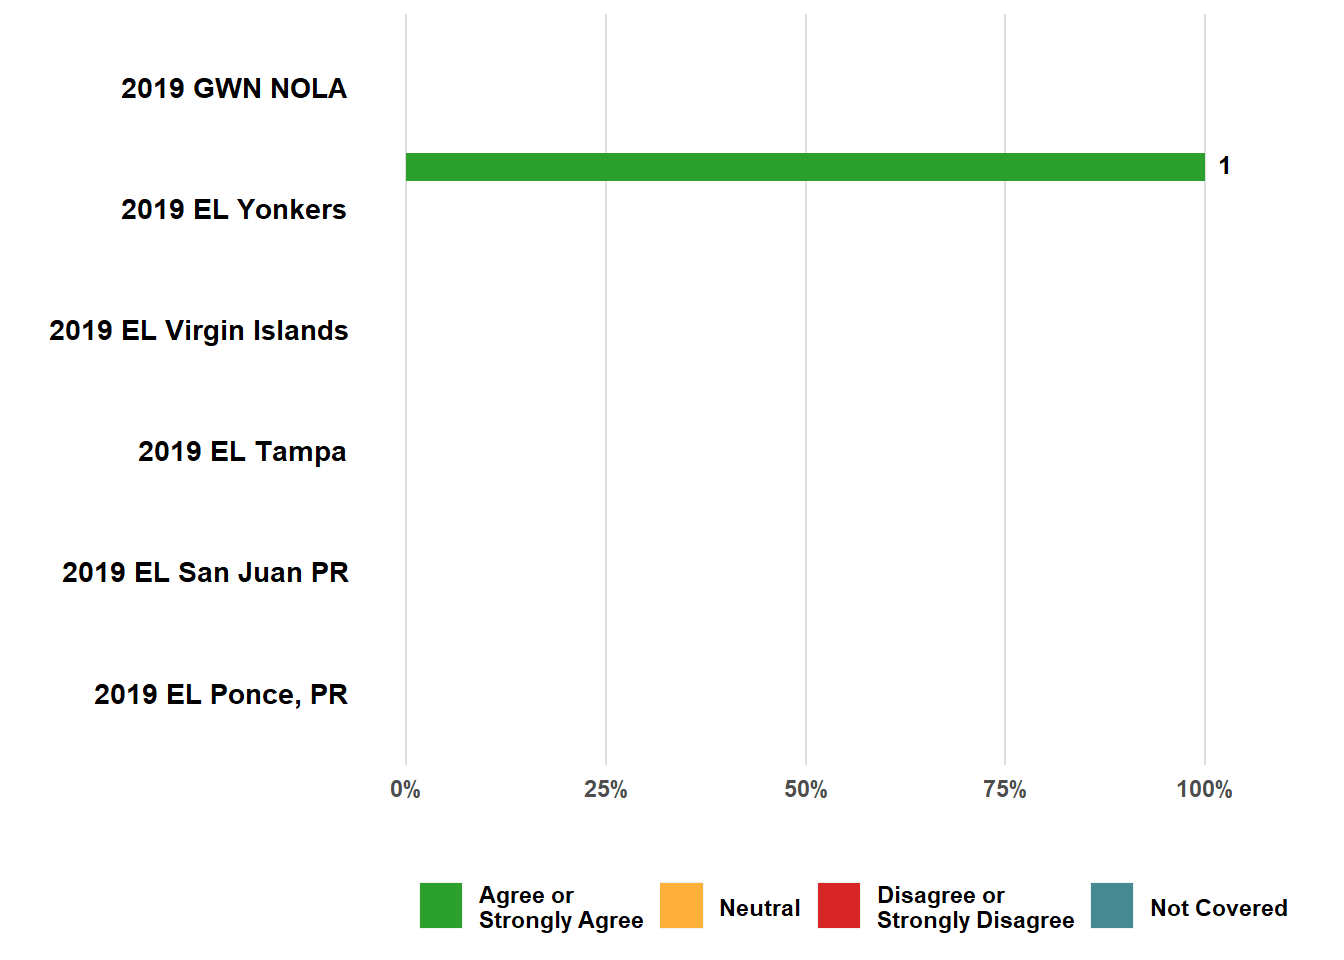 2019 GWN NOLA
1
2019 EL Yonkers
2019 EL Virgin Islands
2019 EL Tampa
2019 EL San Juan PR
2019 EL Ponce, PR
0% 25% 50% 75% 100%
Agree or
Strongly Agree
Neutral
Disagree or
Strongly Disagree
Not Covered